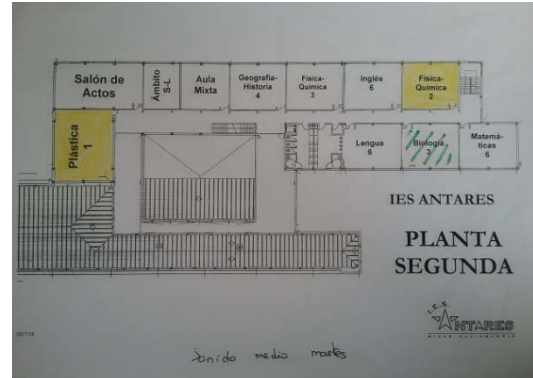 Salón de
Actos
Ámbito
S-L
Aula
Mixta
Geografía-
Historia
4
Física-
Química
3
Inglés
6
Física-
Química
2
Plástica
1
Lengua
6
Biología
3
Matemá-
ticas
6
IES ANTARES
PLANTA
SEGUNDA
I.E.S.
ANTARES
Sonido medio martes